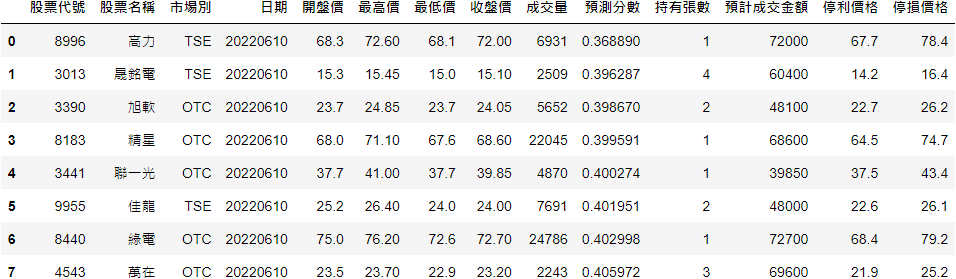 股票代號 股票名稱 市場別 日期 開盤價 最高價 最低價 收盤價 成交量 預測分數 持有張數 預計成交金額 停利價格 停損價格
0 8996 高力 TSE 20220610 68.3 72.60 68.1 72.00 6931 0.368890 1 72000 67.7 78.4
1 3013 晟銘電 TSE 20220610 15.3 15.45 15.0 15.10 2509 0.396287 4 60400 14.2 16.4
2 3390 旭軟 OTC 20220610 23.7 24.85 23.7 24.05 5652 0.398670 2 48100 22.7 26.2
3 8183 精星 OTC 20220610 68.0 71.10 67.6 68.60 22045 0.399591 1 68600 64.5 74.7
4 3441 聯一光 OTC 20220610 37.7 41.00 37.7 39.85 4870 0.400274 1 39850 37.5 43.4
5 9955 佳龍 TSE 20220610 25.2 26.40 24.0 24.00 7691 0.401951 2 48000 22.6 26.1
6 8440 綠電 OTC 20220610 75.0 76.20 72.6 72.70 24786 0.402998 1 72700 68.4 79.2
7 4543 萬在 OTC 20220610 23.5 23.70 22.9 23.20 2243 0.405972 3 69600 21.9 25.2